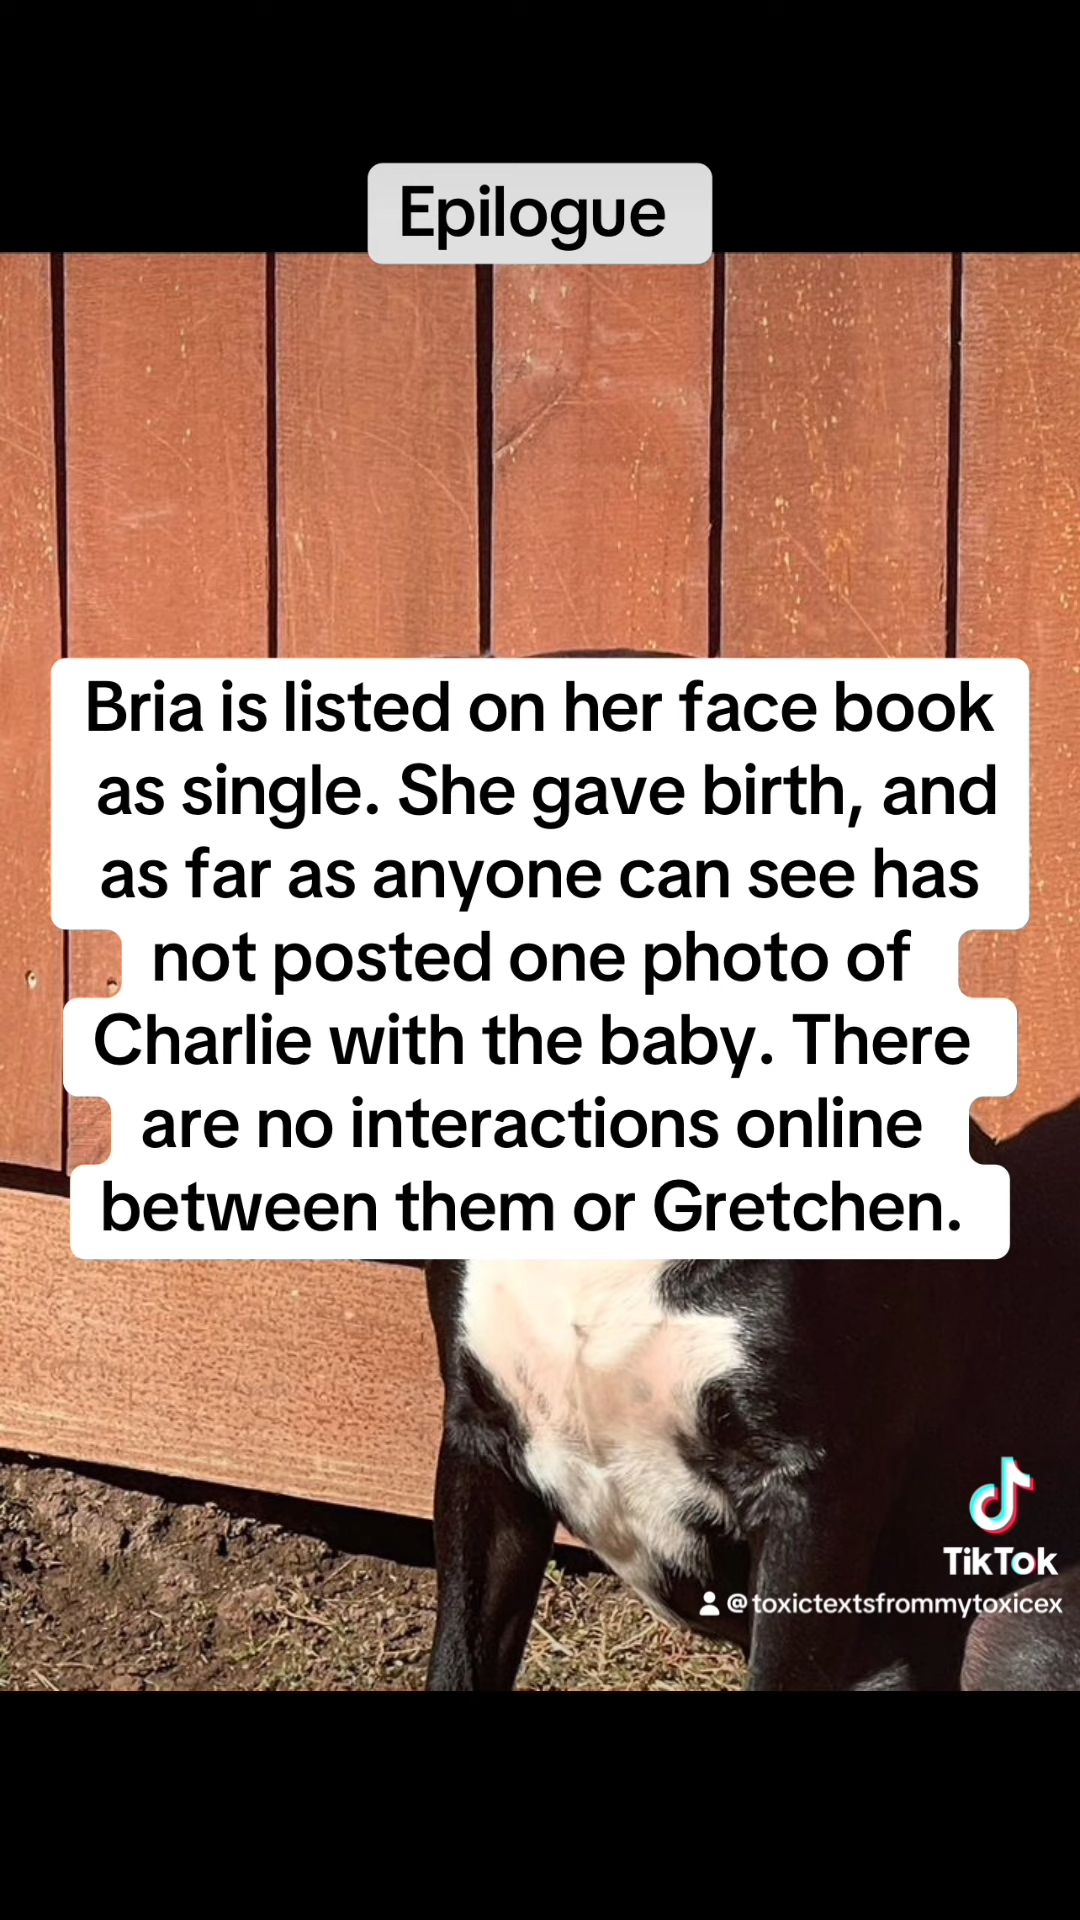 Epilogue
Bria is listed on her face book
as single. She gave birth, and
as far as anyone can see has
not posted one photo of
Charlie with the baby. There
are no interactions online
between them or Gretchen.
TikTok
@toxictextsfrommytoxicex